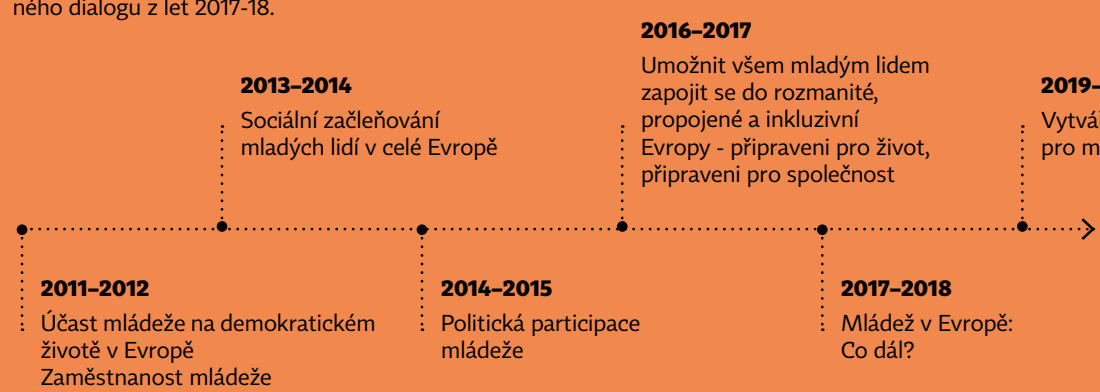 ného dialogu z let 2017-18.
2011–2012
Účast mládeže na demokratickém
životě v Evropě
Zaměstnanost mládeže
2013–2014
Sociální začleňování
mladých lidí v celé Evropě
2014–2015
Politická participace
mládeže
2016–2017
Umožnit všem mladým lidem
zapojit se do rozmanité,
propojené a inkluzivní
Evropy - připraveni pro život,
připraveni pro společnost
2017–2018
Mládež v Evropě:
Co dál?
2019–
pro